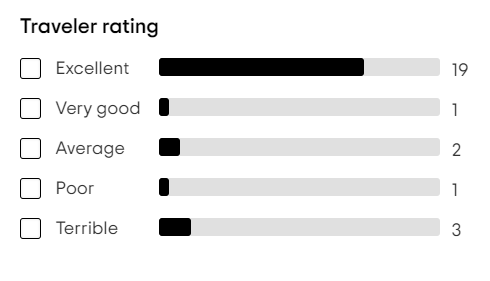 Traveler rating
Excellent 19
Very good 1
Average 2
Poor 1
Terrible 3